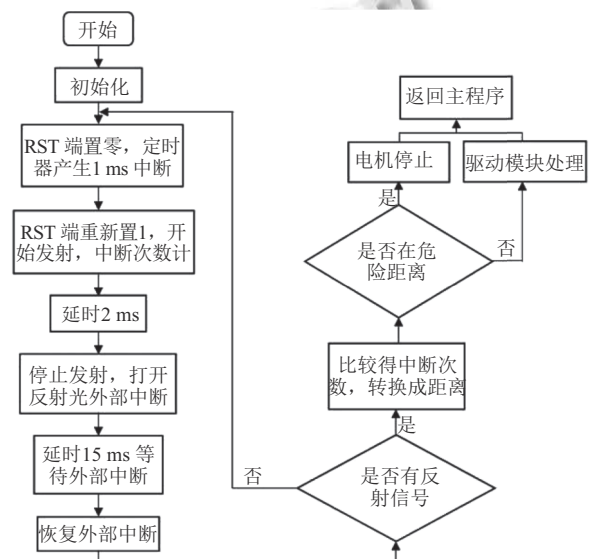 开始
初始化
RST 端置零，定时
器产生1 ms 中断
RST 端重新置1，开
始发射，中断次数计
延时2 ms
停止发射，打开
反射光外部中断
延时15 ms 等
待外部中断
恢复外部中断
返回主程序
电机停止
驱动模块处理
是
否
是否在危
险距离
比较得中断次
数，转换成距离
是
否
是否有反
射信号